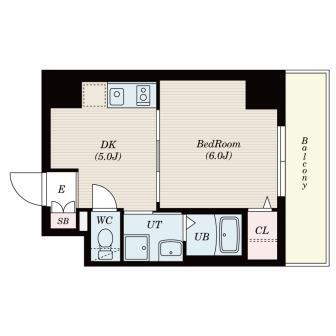 DK
(5.0J)
BedRoom
(6.0J)
Balcony
E
SB
WC
UT
UB
CL